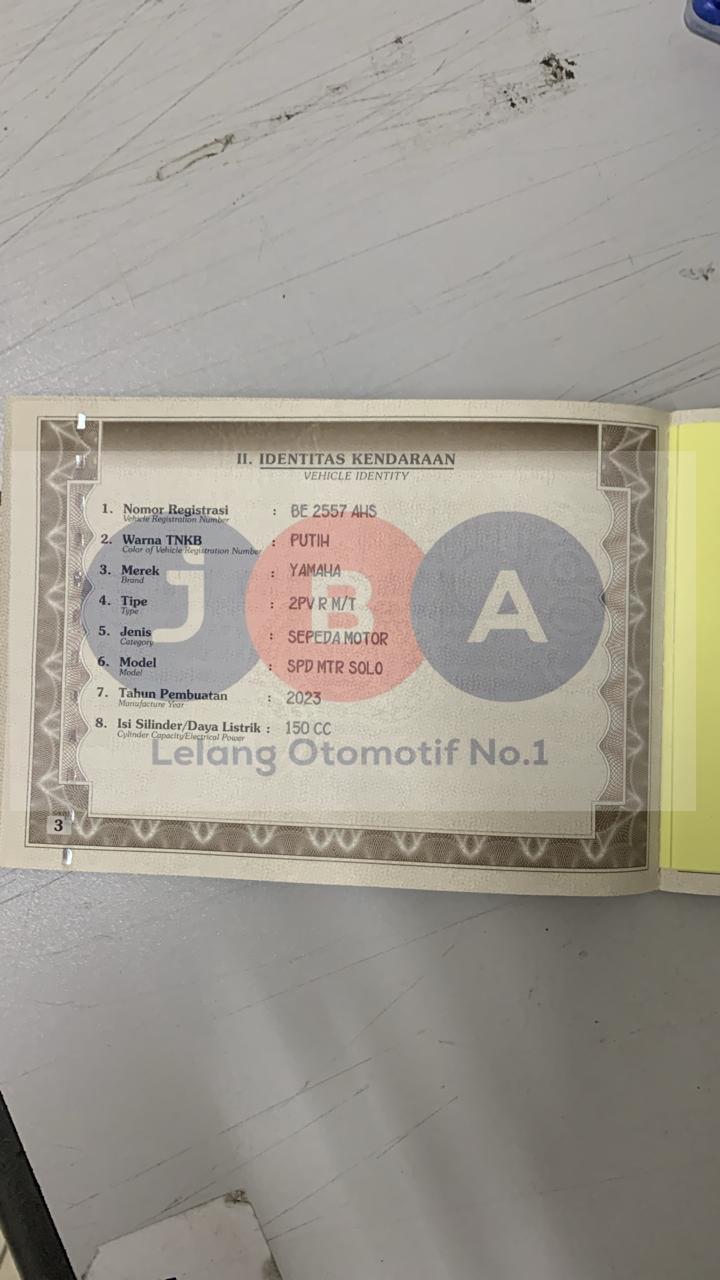 II. IDENTITAS KENDARAAN
VEHICLE IDENTITY
1. Nomor Registrasi : BE 2557 AHS
Vehicle Registration Number
2. Warna TNKB : PUTIH
Color of Vehicle Registration Number
3. Merek : YAMAHA
Brand
4. Tipe : 2PV R M/T
Type
5. Jenis : SEPEDA MOTOR
Category
6. Model : SPD MTR SOLO
Model
7. Tahun Pembuatan : 2023
Manufacture Year
8. Isi Silinder/Daya Listrik : 150 CC
Cylinder Capacity/Electrical Power
jBA
Lelang Otomotif No.1
3